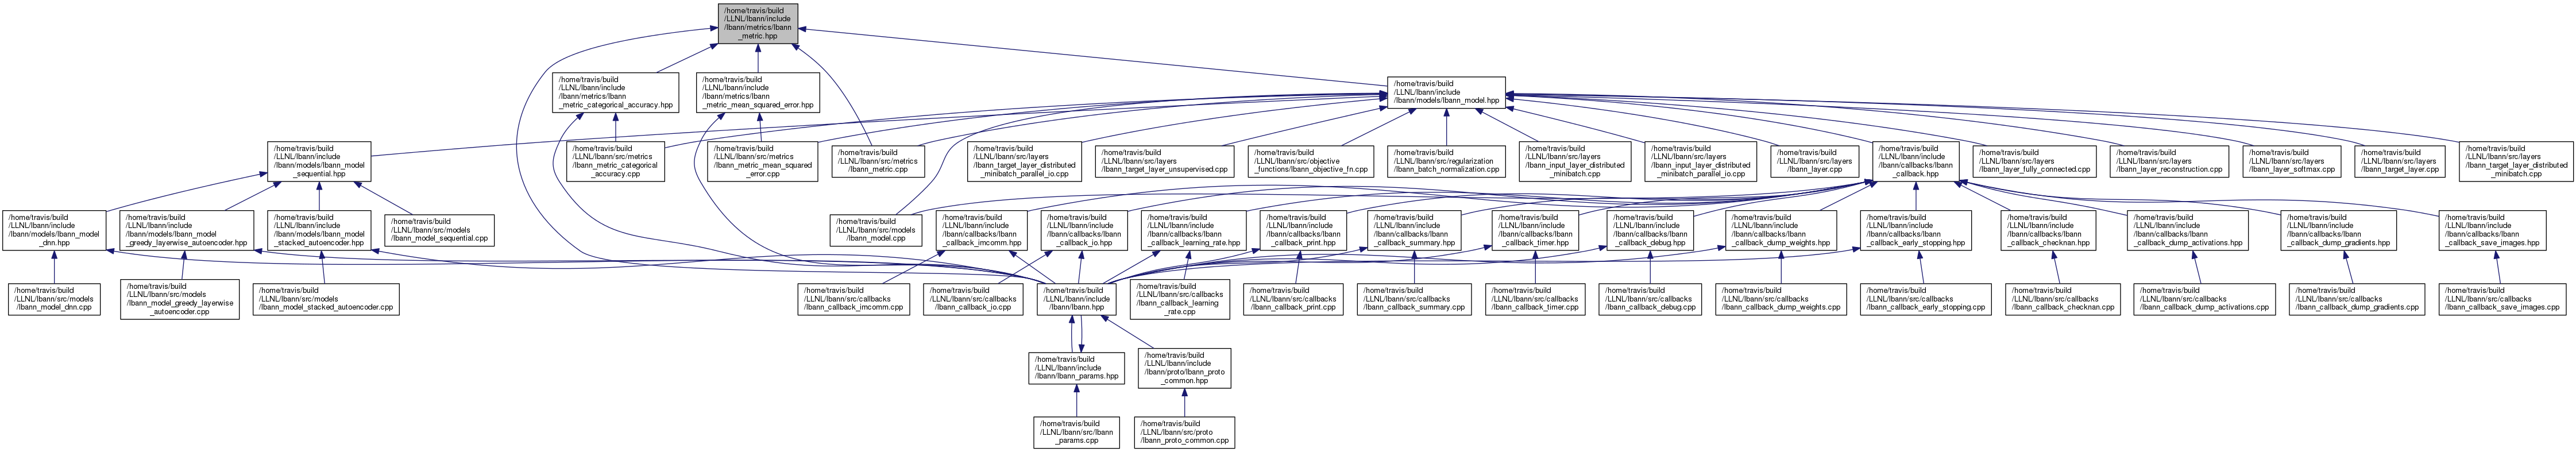 /home/travis/build
/LLNL/lbann/include
/lbann/metrics/lbann
_metric.hpp
/home/travis/build
/LLNL/lbann/include
/lbann/metrics/lbann
_metric_categorical_accuracy.hpp
/home/travis/build
/LLNL/lbann/include
/lbann/metrics/lbann
_metric_mean_squared_error.hpp
/home/travis/build
/LLNL/lbann/include
/lbann/models/lbann_model.hpp
/home/travis/build
/LLNL/lbann/include
/lbann/models/lbann_model
_sequential.hpp
/home/travis/build
/LLNL/lbann/src/metrics
/lbann_metric_categorical
_accuracy.cpp
/home/travis/build
/LLNL/lbann/src/metrics
/lbann_metric_mean_squared
_error.cpp
/home/travis/build
/LLNL/lbann/src/metrics
/lbann_metric.cpp
/home/travis/build
/LLNL/lbann/src/layers
/lbann_target_layer_distributed
_minibatch_parallel_io.cpp
/home/travis/build
/LLNL/lbann/src/layers
/lbann_target_layer_unsupervised.cpp
/home/travis/build
/LLNL/lbann/src/objective
_functions/lbann_objective_fn.cpp
/home/travis/build
/LLNL/lbann/src/regularization
/lbann_batch_normalization.cpp
/home/travis/build
/LLNL/lbann/src/layers
/lbann_input_layer_distributed
_minibatch.cpp
/home/travis/build
/LLNL/lbann/src/layers
/lbann_input_layer_distributed
_minibatch_parallel_io.cpp
/home/travis/build
/LLNL/lbann/src/layers
/lbann_layer.cpp
/home/travis/build
/LLNL/lbann/include
/lbann/callbacks/lbann
_callback.hpp
/home/travis/build
/LLNL/lbann/src/layers
/lbann_layer_fully_connected.cpp
/home/travis/build
/LLNL/lbann/src/layers
/lbann_layer_reconstruction.cpp
/home/travis/build
/LLNL/lbann/src/layers
/lbann_layer_softmax.cpp
/home/travis/build
/LLNL/lbann/src/layers
/lbann_target_layer.cpp
/home/travis/build
/LLNL/lbann/src/layers
/lbann_target_layer_distributed
_minibatch.cpp
/home/travis/build
/LLNL/lbann/include
/lbann/models/lbann_model
_dnn.hpp
/home/travis/build
/LLNL/lbann/include
/lbann/models/lbann_model
_greedy_layerwise_autoencoder.hpp
/home/travis/build
/LLNL/lbann/include
/lbann/models/lbann_model
_stacked_autoencoder.hpp
/home/travis/build
/LLNL/lbann/src/models
/lbann_model_sequential.cpp
/home/travis/build
/LLNL/lbann/src/models
/lbann_model.cpp
/home/travis/build
/LLNL/lbann/include
/lbann/callbacks/lbann
_callback_imcomm.hpp
/home/travis/build
/LLNL/lbann/include
/lbann/callbacks/lbann
_callback_io.hpp
/home/travis/build
/LLNL/lbann/include
/lbann/callbacks/lbann
_callback_learning_rate.hpp
/home/travis/build
/LLNL/lbann/include
/lbann/callbacks/lbann
_callback_print.hpp
/home/travis/build
/LLNL/lbann/include
/lbann/callbacks/lbann
_callback_summary.hpp
/home/travis/build
/LLNL/lbann/include
/lbann/callbacks/lbann
_callback_timer.hpp
/home/travis/build
/LLNL/lbann/include
/lbann/callbacks/lbann
_callback_debug.hpp
/home/travis/build
/LLNL/lbann/include
/lbann/callbacks/lbann
_callback_dump_weights.hpp
/home/travis/build
/LLNL/lbann/include
/lbann/callbacks/lbann
_callback_early_stopping.hpp
/home/travis/build
/LLNL/lbann/include
/lbann/callbacks/lbann
_callback_checknan.hpp
/home/travis/build
/LLNL/lbann/include
/lbann/callbacks/lbann
_callback_dump_activations.hpp
/home/travis/build
/LLNL/lbann/include
/lbann/callbacks/lbann
_callback_dump_gradients.hpp
/home/travis/build
/LLNL/lbann/include
/lbann/callbacks/lbann
_callback_save_images.hpp
/home/travis/build
/LLNL/lbann/src/models
/lbann_model_dnn.cpp
/home/travis/build
/LLNL/lbann/src/models
/lbann_model_greedy_layerwise
_autoencoder.cpp
/home/travis/build
/LLNL/lbann/src/models
/lbann_model_stacked_autoencoder.cpp
/home/travis/build
/LLNL/lbann/src/callbacks
/lbann_callback_imcomm.cpp
/home/travis/build
/LLNL/lbann/src/callbacks
/lbann_callback_io.cpp
/home/travis/build
/LLNL/lbann/include
/lbann/lbann.hpp
/home/travis/build
/LLNL/lbann/src/callbacks
/lbann_callback_learning
_rate.cpp
/home/travis/build
/LLNL/lbann/src/callbacks
/lbann_callback_print.cpp
/home/travis/build
/LLNL/lbann/src/callbacks
/lbann_callback_summary.cpp
/home/travis/build
/LLNL/lbann/src/callbacks
/lbann_callback_timer.cpp
/home/travis/build
/LLNL/lbann/src/callbacks
/lbann_callback_debug.cpp
/home/travis/build
/LLNL/lbann/src/callbacks
/lbann_callback_dump_weights.cpp
/home/travis/build
/LLNL/lbann/src/callbacks
/lbann_callback_early_stopping.cpp
/home/travis/build
/LLNL/lbann/src/callbacks
/lbann_callback_checknan.cpp
/home/travis/build
/LLNL/lbann/src/callbacks
/lbann_callback_dump_activations.cpp
/home/travis/build
/LLNL/lbann/src/callbacks
/lbann_callback_dump_gradients.cpp
/home/travis/build
/LLNL/lbann/src/callbacks
/lbann_callback_save_images.cpp
/home/travis/build
/LLNL/lbann/include
/lbann/lbann_params.hpp
/home/travis/build
/LLNL/lbann/include
/lbann/proto/lbann_proto
_common.hpp
/home/travis/build
/LLNL/lbann/src/lbann
_params.cpp
/home/travis/build
/LLNL/lbann/src/proto
/lbann_proto_common.cpp